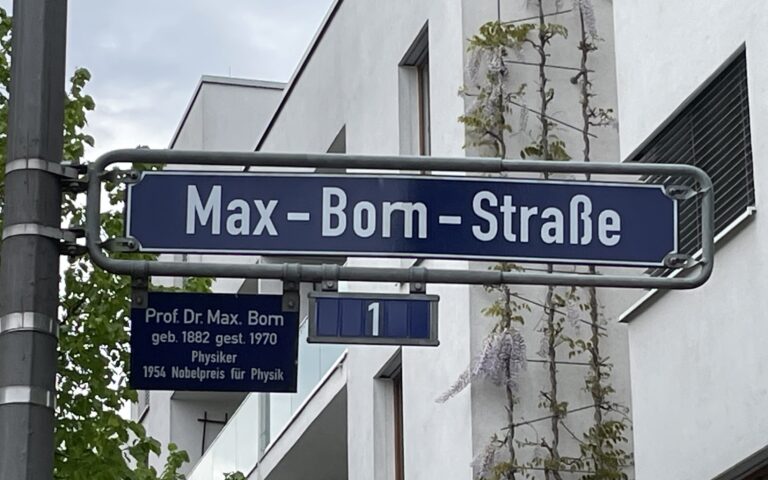 Max-Born-Straße
Prof. Dr. Max. Born
geb. 1882 gest. 1970
Physiker
1954 Nobelpreis für Physik
1